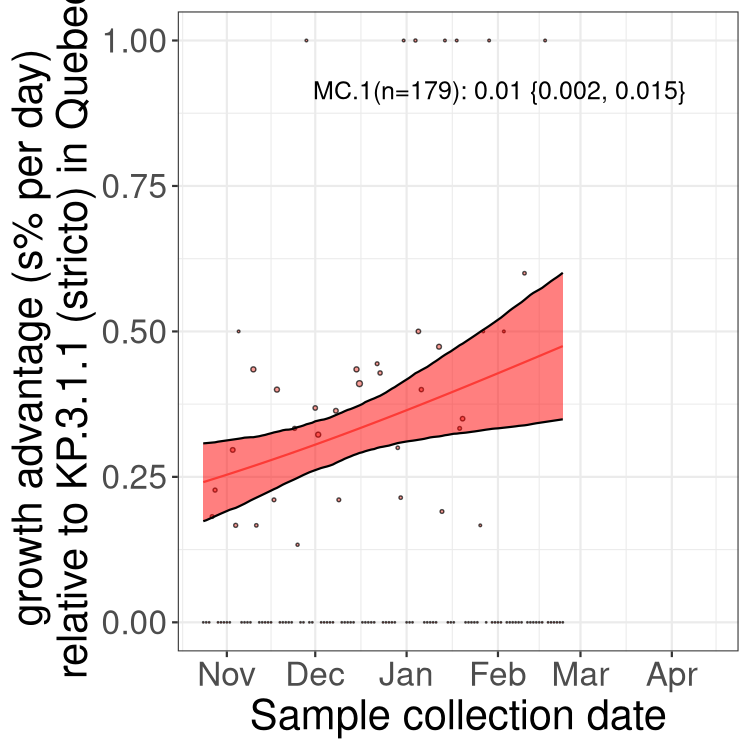 growth advantage (s% per day)
relative to KP.3.1.1 (stricto) in Quebec
1.00
0.75
0.50
0.25
0.00
MC.1(n=179): 0.01 {0.002, 0.015}
Nov Dec Jan Feb Mar Apr
Sample collection date